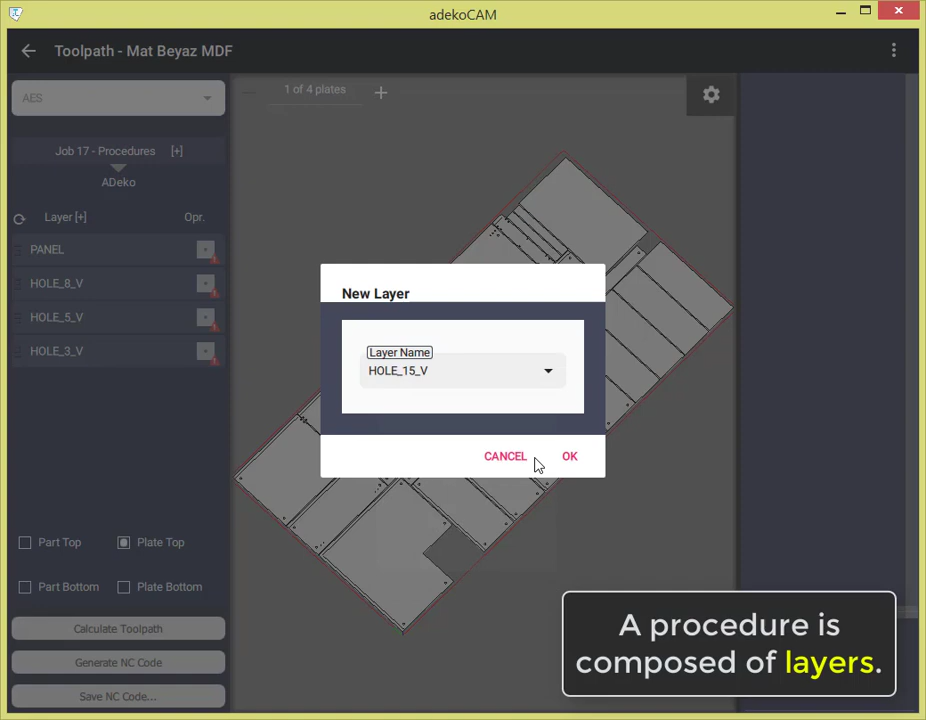 adekoCAM
Toolpath - Mat Beyaz MDF
AES
1 of 4 plates
Job 17 - Procedures [+]
ADeko
Layer [+] Opr.
PANEL
HOLE_8_V
HOLE_5_V
HOLE_3_V
New Layer
Layer Name
HOLE_15_V
CANCEL OK
Part Top Plate Top
Part Bottom Plate Bottom
Calculate Toolpath
Generate NC Code
Save NC Code...
A procedure is
composed of layers.